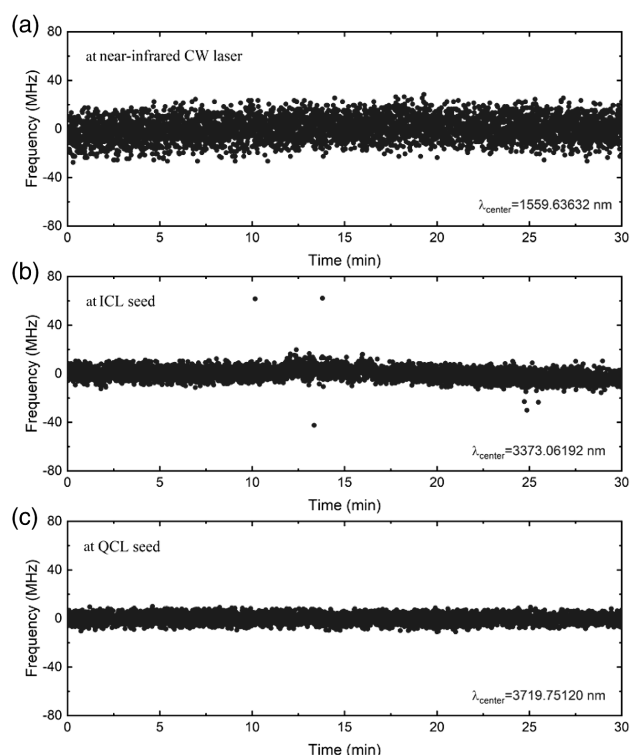 (a)
80
at near-infrared CW laser
40
0
-40
-80
Frequency (MHz)
λcenter=1559.63632 nm
0 5 10 15 20 25 30
Time (min)
(b)
80
at ICL seed
40
0
-40
-80
Frequency (MHz)
λcenter=3373.06192 nm
0 5 10 15 20 25 30
Time (min)
(c)
80
at QCL seed
40
0
-40
-80
Frequency (MHz)
λcenter=3719.75120 nm
0 5 10 15 20 25 30
Time (min)